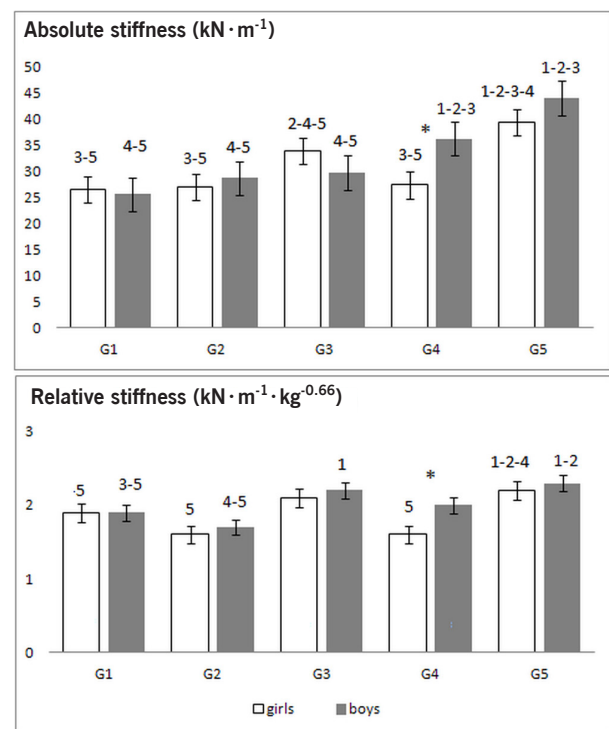 Absolute stiffness (kN·m⁻¹)
50
45
40
35
30
25
20
15
10
5
0
3-5 4-5 3-5 4-5 2-4-5 4-5 3-5 * 1-2-3 1-2-3-4 1-2-3
G1 G2 G3 G4 G5
Relative stiffness (kN·m⁻¹·kg⁻⁰·⁶⁶)
3
2
1
0
·5 3-5 5 4-5 1 5 * 1-2-4 1-2
G1 G2 G3 G4 G5
girls boys